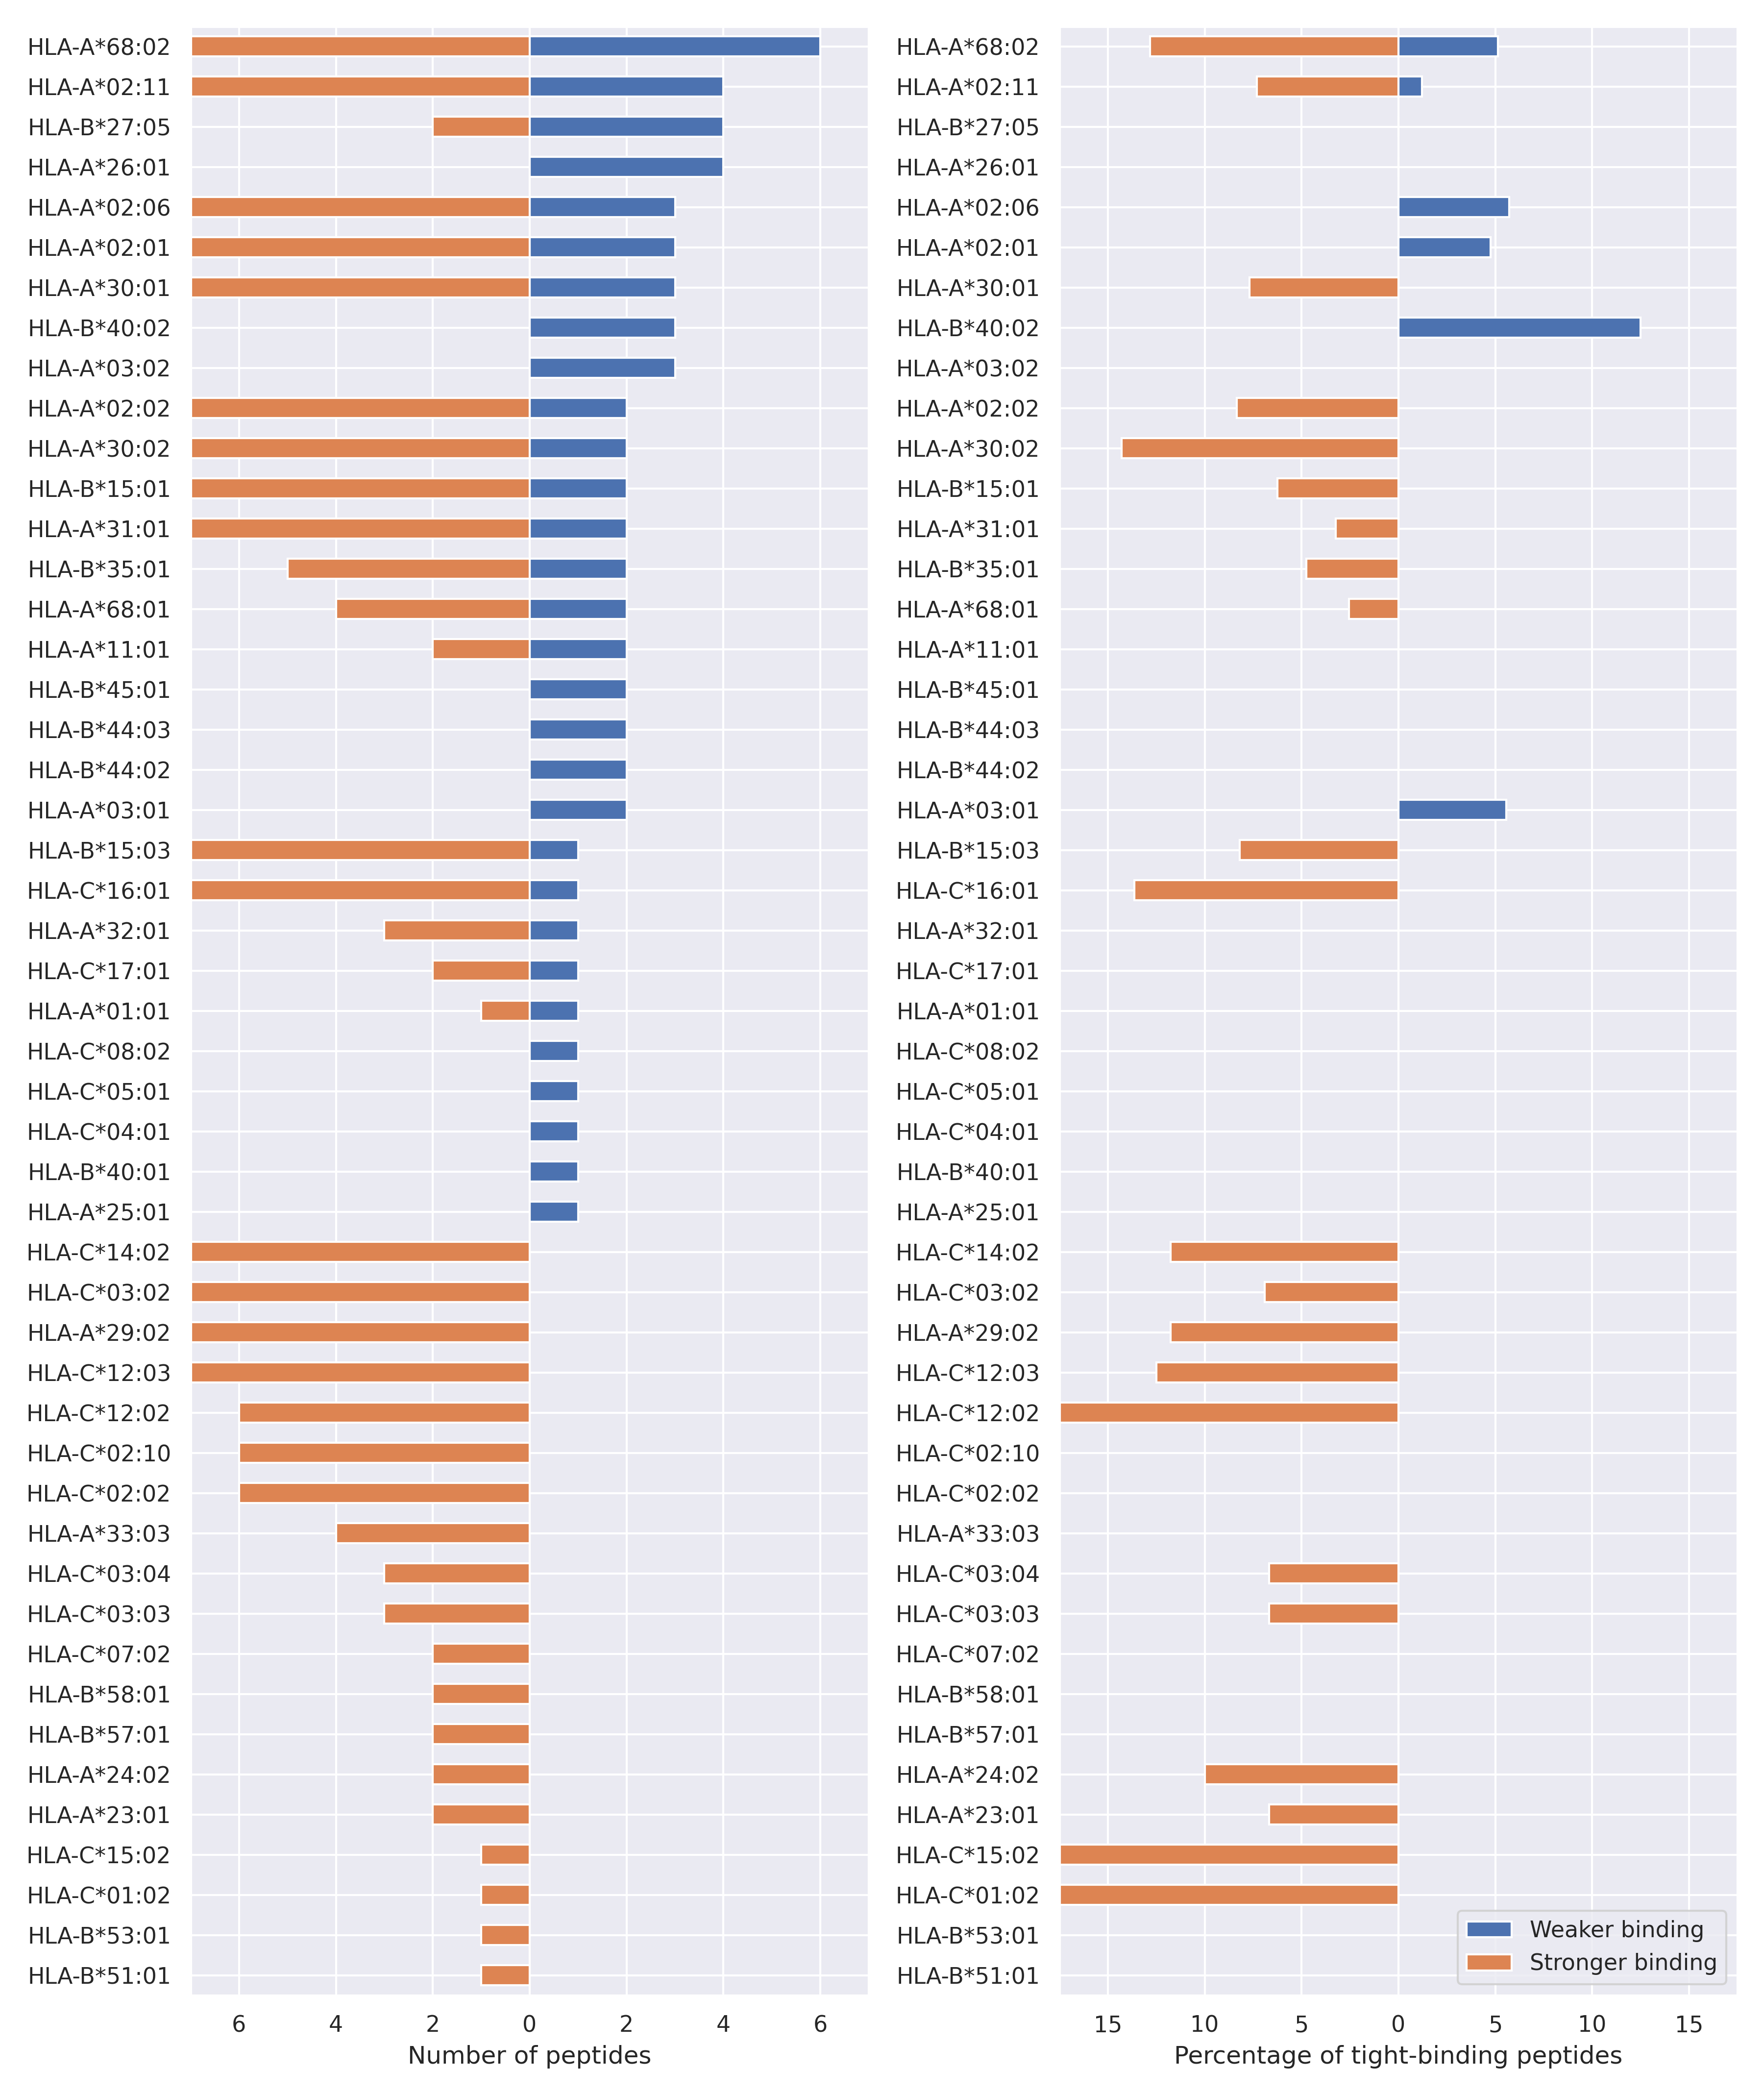 HLA-A*68:02
HLA-A*02:11
HLA-B*27:05
HLA-A*26:01
HLA-A*02:06
HLA-A*02:01
HLA-A*30:01
HLA-B*40:02
HLA-A*03:02
HLA-A*02:02
HLA-A*30:02
HLA-B*15:01
HLA-A*31:01
HLA-B*35:01
HLA-A*68:01
HLA-A*11:01
HLA-B*45:01
HLA-B*44:03
HLA-B*44:02
HLA-A*03:01
HLA-B*15:03
HLA-C*16:01
HLA-A*32:01
HLA-C*17:01
HLA-A*01:01
HLA-C*08:02
HLA-C*05:01
HLA-C*04:01
HLA-B*40:01
HLA-A*25:01
HLA-C*14:02
HLA-C*03:02
HLA-A*29:02
HLA-C*12:03
HLA-C*12:02
HLA-C*02:10
HLA-C*02:02
HLA-A*33:03
HLA-C*03:04
HLA-C*03:03
HLA-C*07:02
HLA-B*58:01
HLA-B*57:01
HLA-A*24:02
HLA-A*23:01
HLA-C*15:02
HLA-C*01:02
HLA-B*53:01
HLA-B*51:01
6 4 2 0 2 4 6
Number of peptides
HLA-A*68:02
HLA-A*02:11
HLA-B*27:05
HLA-A*26:01
HLA-A*02:06
HLA-A*02:01
HLA-A*30:01
HLA-B*40:02
HLA-A*03:02
HLA-A*02:02
HLA-A*30:02
HLA-B*15:01
HLA-A*31:01
HLA-B*35:01
HLA-A*68:01
HLA-A*11:01
HLA-B*45:01
HLA-B*44:03
HLA-B*44:02
HLA-A*03:01
HLA-B*15:03
HLA-C*16:01
HLA-A*32:01
HLA-C*17:01
HLA-A*01:01
HLA-C*08:02
HLA-C*05:01
HLA-C*04:01
HLA-B*40:01
HLA-A*25:01
HLA-C*14:02
HLA-C*03:02
HLA-A*29:02
HLA-C*12:03
HLA-C*12:02
HLA-C*02:10
HLA-C*02:02
HLA-A*33:03
HLA-C*03:04
HLA-C*03:03
HLA-C*07:02
HLA-B*58:01
HLA-B*57:01
HLA-A*24:02
HLA-A*23:01
HLA-C*15:02
HLA-C*01:02
HLA-B*53:01
HLA-B*51:01
Weaker binding
Stronger binding
15 10 5 0 5 10 15
Percentage of tight-binding peptides